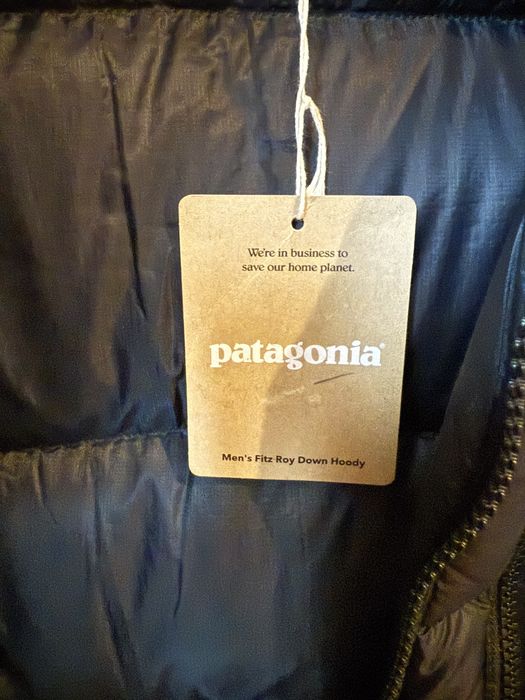 We're in business to
save our home planet.
patagonia®
Men's Fitz Roy Down Hoody